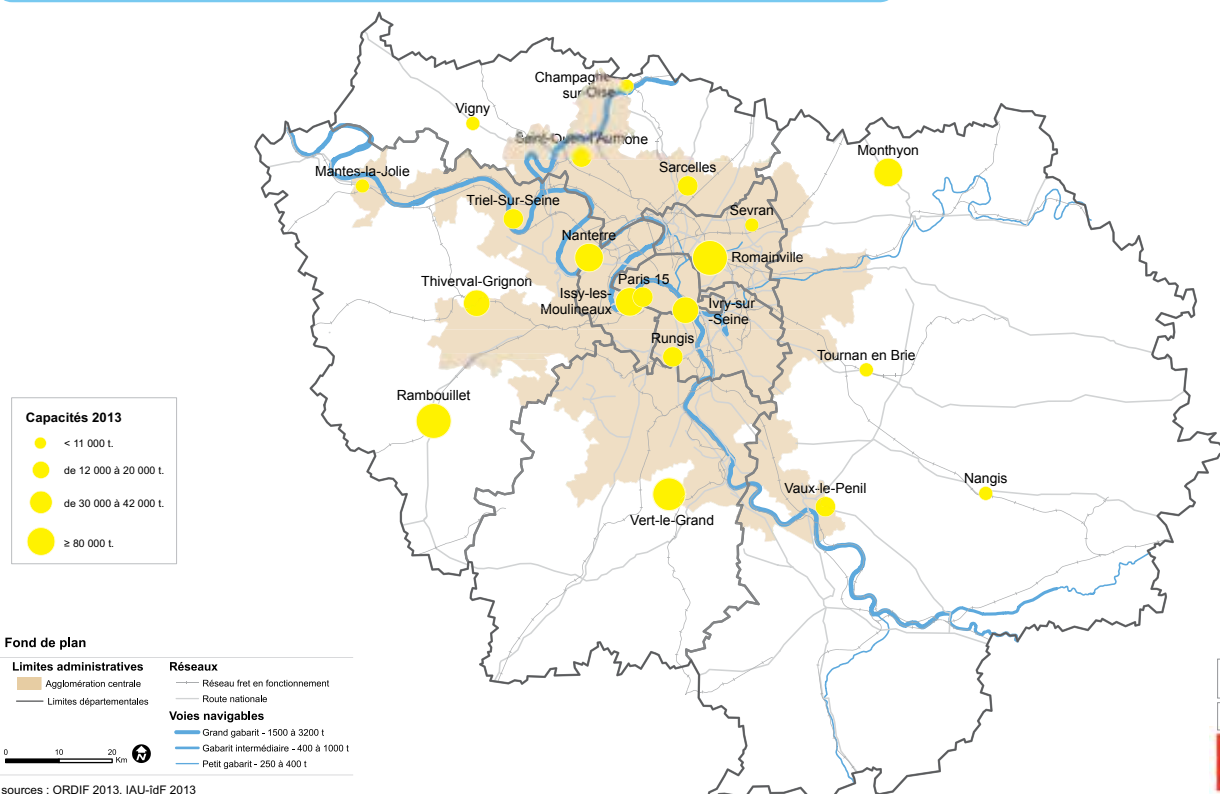 Champagne
sur-Oise
Vigny
Saint-Ouen-l'Aumone
Monthyon
Mantes-la-Jolie
Sarcelles
Triel-Sur-Seine
Sevran
Nanterre
Romainville
Thiverval-Grignon
Paris 15
Issy-les-
Moulineaux
Ivry-sur
-Seine
Rungis
Tournan en Brie
Rambouillet
Nangis
Vaux-le-Penil
Vert-le-Grand
Capacités 2013
< 11 000 t.
de 12 000 à 20 000 t.
de 30 000 à 42 000 t.
≥ 80 000 t.
Fond de plan
Limites administratives
Agglomération centrale
Limites départementales
Réseaux
Réseau fret en fonctionnement
Route nationale
Voies navigables
Grand gabarit - 1500 à 3200 t
Gabarit intermédiaire - 400 à 1000 t
Petit gabarit - 250 à 400 t
0 10 20
Km
N
sources : ORDIF 2013, IAU-îdF 2013